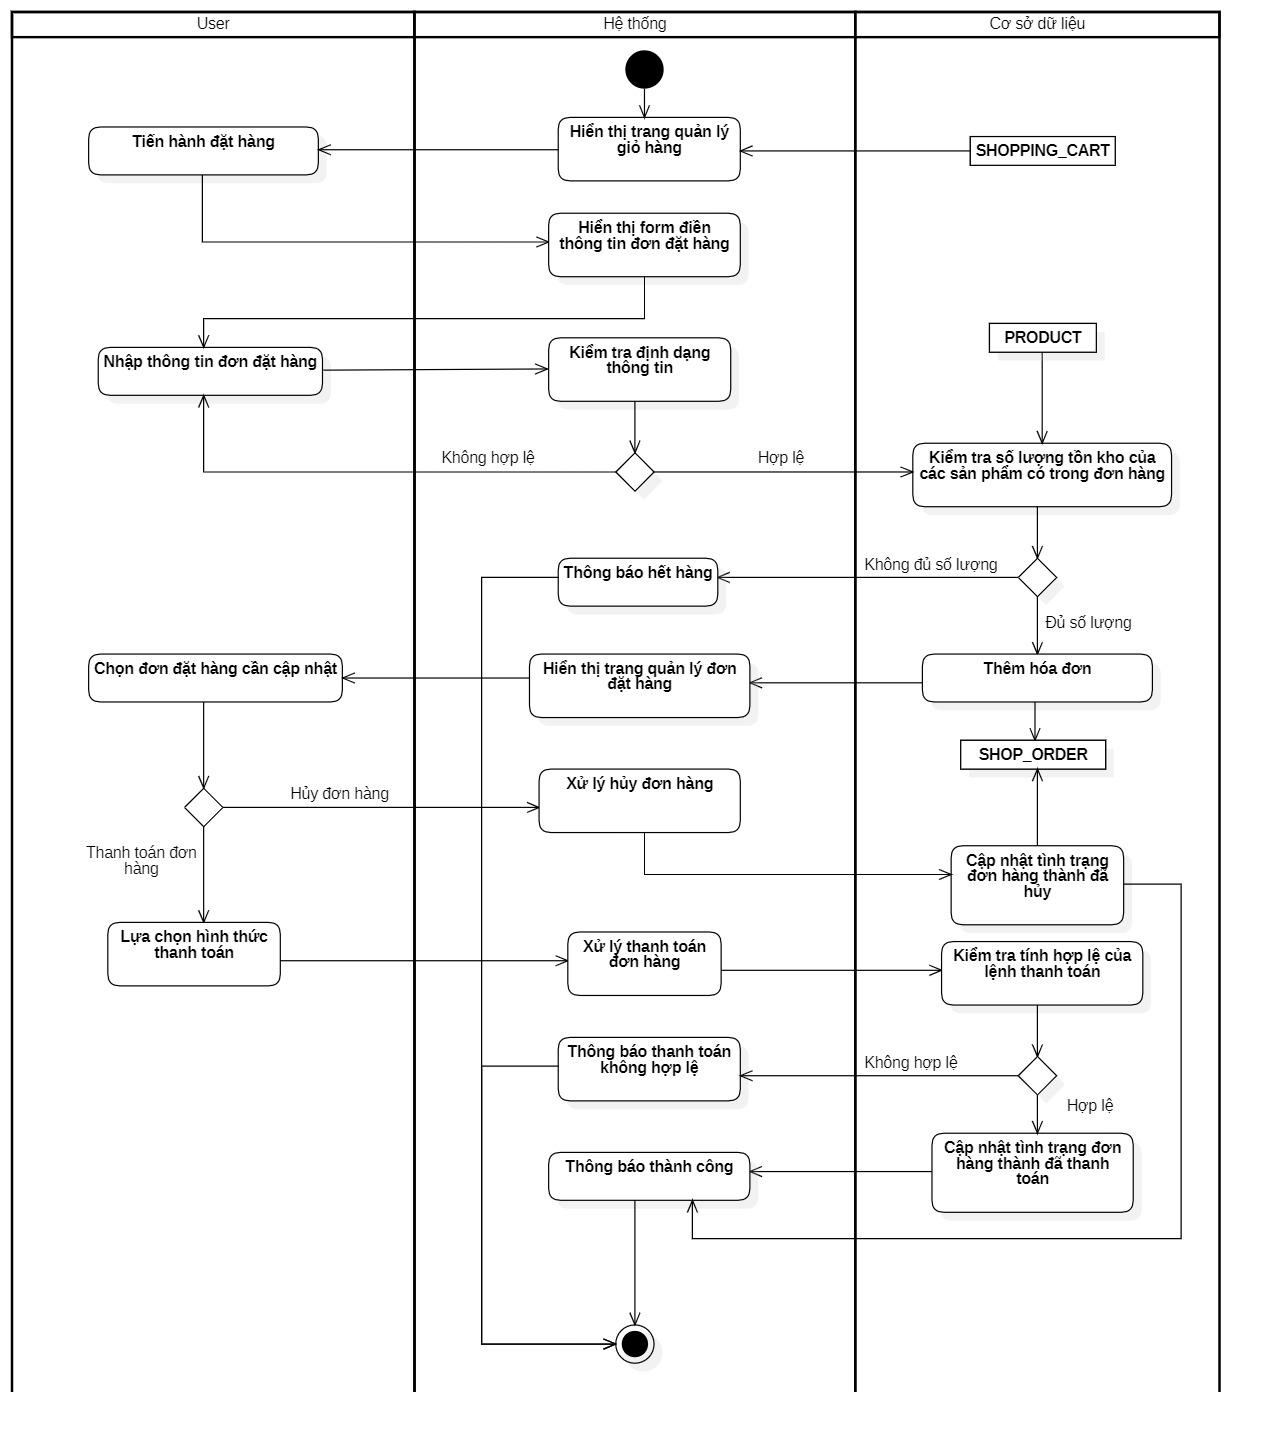 User
Hệ thống
Cơ sở dữ liệu
Tiến hành đặt hàng
Hiển thị trang quản lý
giỏ hàng
SHOPPING_CART
Hiển thị form điền
thông tin đơn đặt hàng
PRODUCT
Nhập thông tin đơn đặt hàng
Kiểm tra định dạng
thông tin
Không hợp lệ
Hợp lệ
Kiểm tra số lượng tồn kho của
các sản phẩm có trong đơn hàng
Thông báo hết hàng
Không đủ số lượng
Đủ số lượng
Chọn đơn đặt hàng cần cập nhật
Hiển thị trang quản lý đơn
đặt hàng
Thêm hóa đơn
SHOP_ORDER
Hủy đơn hàng
Xử lý hủy đơn hàng
Thanh toán đơn
hàng
Cập nhật tình trạng
đơn hàng thành đã
hủy
Lựa chọn hình thức
thanh toán
Xử lý thanh toán
đơn hàng
Kiểm tra tính hợp lệ của
lệnh thanh toán
Thông báo thanh toán
không hợp lệ
Không hợp lệ
Hợp lệ
Thông báo thành công
Cập nhật tình trạng đơn
hàng thành đã thanh
toán